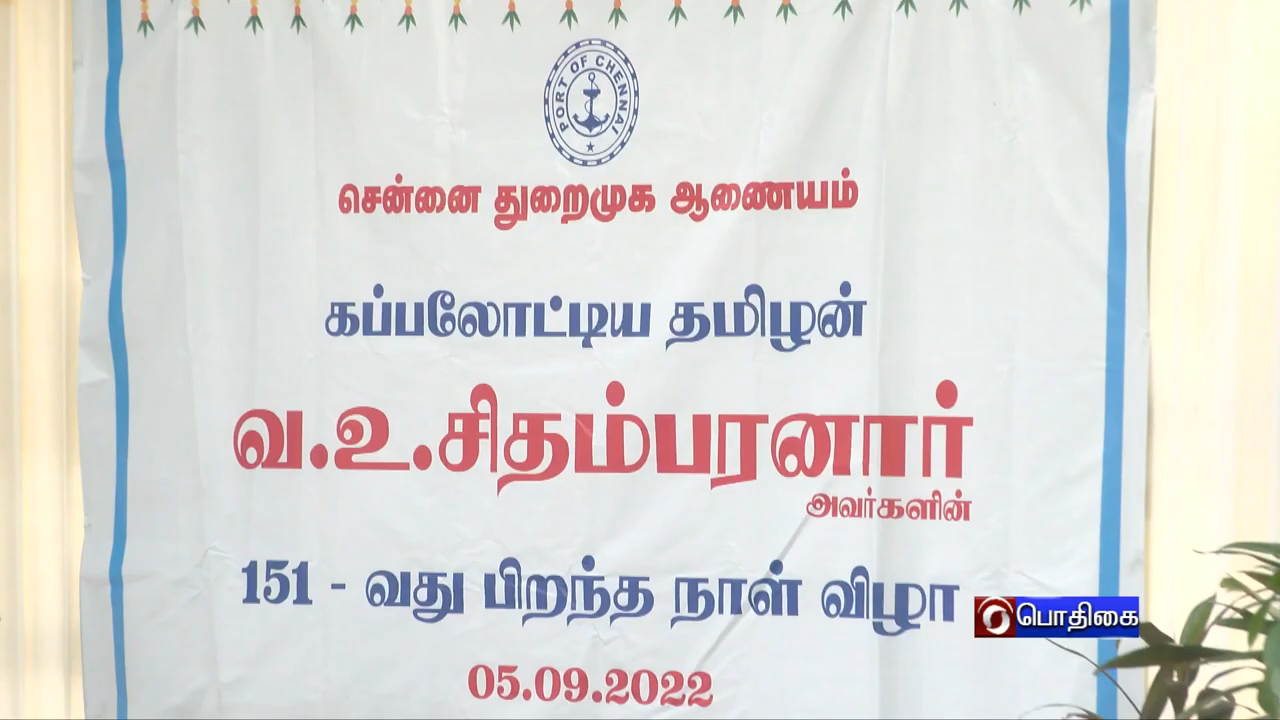 PORT OF CHENNAI
சென்னை துறைமுக ஆணையம்
கப்பலோட்டிய தமிழன்
வ.உ.சிதம்பரனார்
அவர்களின்
151 - வது பிறந்த நாள் விழா
பொதிகை
05.09.2022